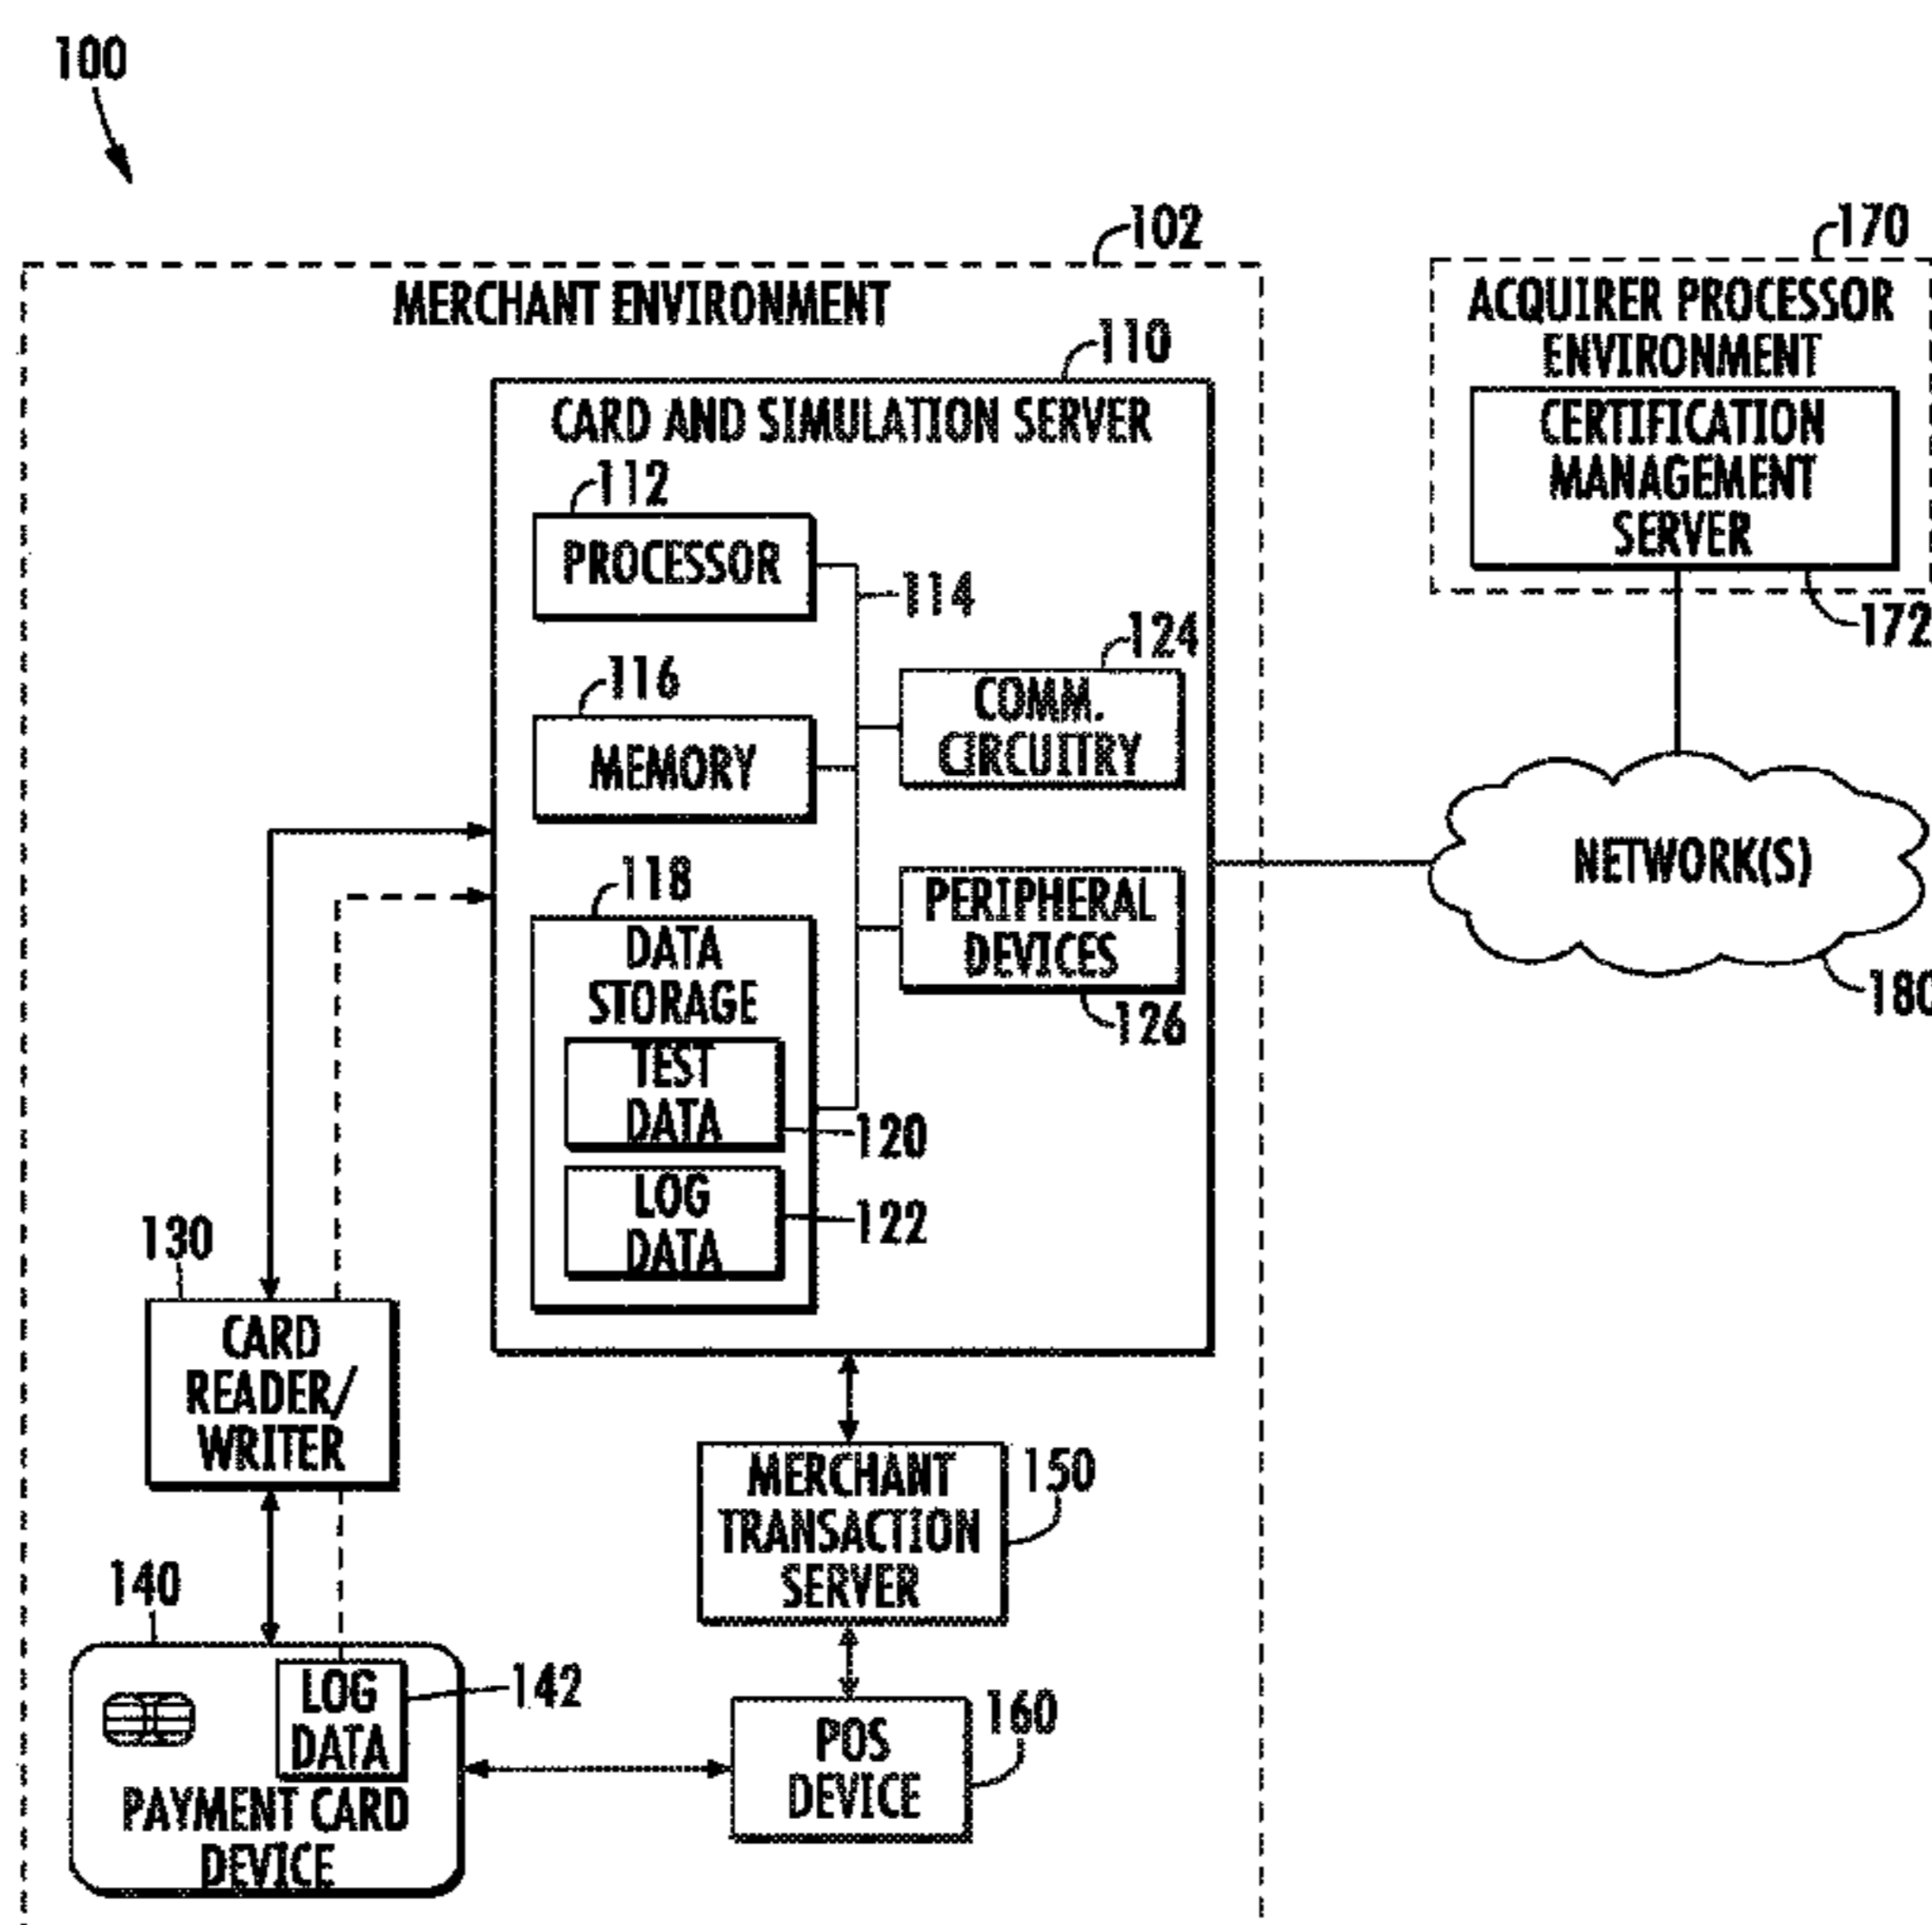 100
102
170
MERCHANT ENVIRONMENT
ACQUIRER PROCESSOR
ENVIRONMENT
110
CARD AND SIMULATION SERVER
CERTIFICATION
MANAGEMENT
SERVER
172
112
PROCESSOR
114
116
MEMORY
124
COMM.
CIRCUITRY
118
DATA
STORAGE
PERIPHERAL
DEVICES
126
NETWORK(S)
180
TEST
DATA
120
LOG
DATA
122
130
CARD
READER/
WRITER
MERCHANT
TRANSACTION
SERVER
150
140
LOG
DATA
142
PAYMENT CARD
DEVICE
POS
DEVICE
160